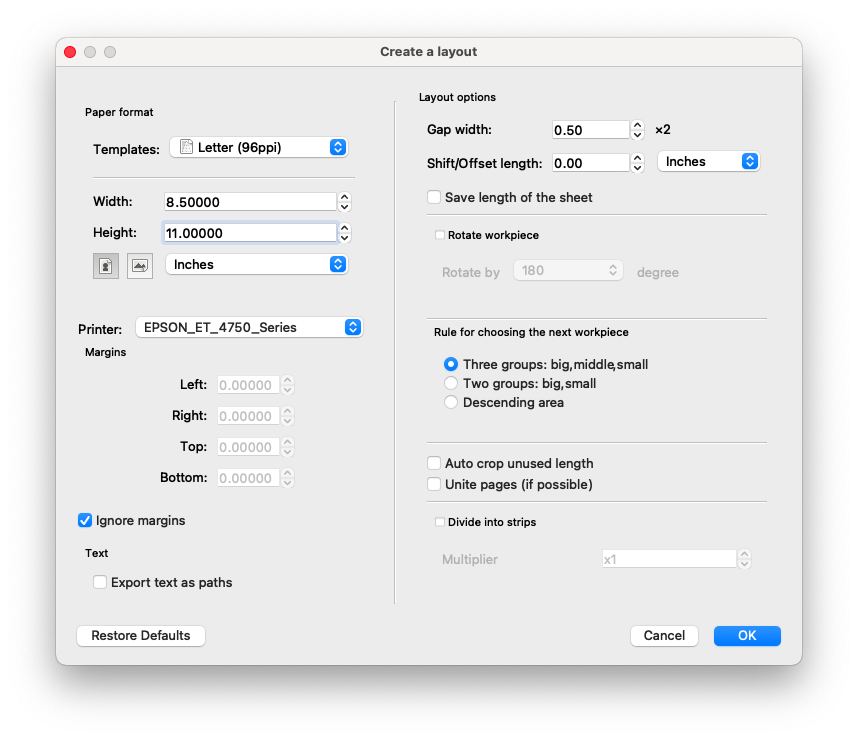 Create a layout
Paper format
Templates: Letter (96ppi)
Width: 8.50000
Height: 11.00000
Inches
Printer: EPSON_ET_4750_Series
Margins
Left: 0.00000
Right: 0.00000
Top: 0.00000
Bottom: 0.00000
Ignore margins
Text
Export text as paths
Layout options
Gap width: 0.50 ×2
Shift/Offset length: 0.00 Inches
Save length of the sheet
Rotate workpiece
Rotate by 180 degree
Rule for choosing the next workpiece
Three groups: big,middle,small
Two groups: big,small
Descending area
Auto crop unused length
Unite pages (if possible)
Divide into strips
Multiplier x1
Restore Defaults
Cancel
OK